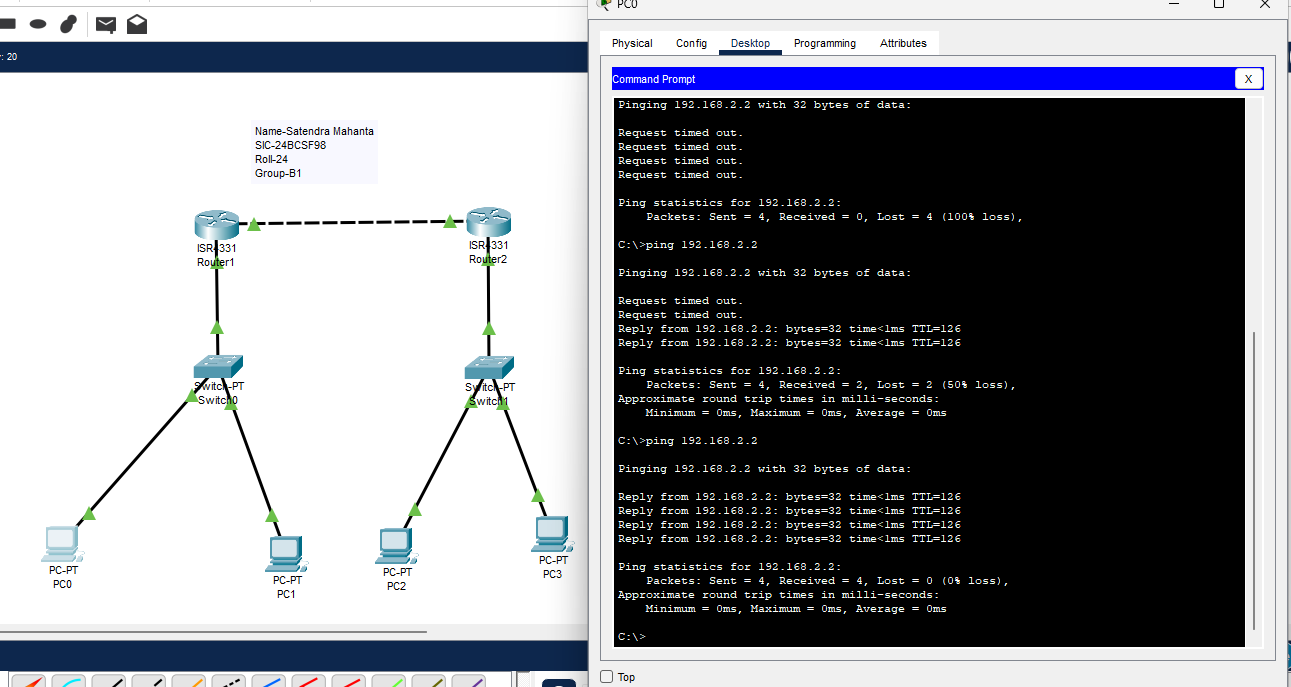 PC0
: 20
Physical Config Desktop Programming Attributes
Command Prompt
X
Name-Satendra Mahanta
SIC-24BCSF98
Roll-24
Group-B1
ISR4331
Router1
ISR4331
Router2
Switch-PT
Switch0
Switch-PT
Switch1
PC-PT
PC0
PC-PT
PC1
PC-PT
PC2
PC-PT
PC3
Pinging 192.168.2.2 with 32 bytes of data:
Request timed out.
Request timed out.
Request timed out.
Request timed out.
Ping statistics for 192.168.2.2:
Packets: Sent = 4, Received = 0, Lost = 4 (100% loss),
C:\>ping 192.168.2.2
Pinging 192.168.2.2 with 32 bytes of data:
Request timed out.
Request timed out.
Reply from 192.168.2.2: bytes=32 time<1ms TTL=126
Reply from 192.168.2.2: bytes=32 time<1ms TTL=126
Ping statistics for 192.168.2.2:
Packets: Sent = 4, Received = 2, Lost = 2 (50% loss),
Approximate round trip times in milli-seconds:
Minimum = 0ms, Maximum = 0ms, Average = 0ms
C:\>ping 192.168.2.2
Pinging 192.168.2.2 with 32 bytes of data:
Reply from 192.168.2.2: bytes=32 time<1ms TTL=126
Reply from 192.168.2.2: bytes=32 time<1ms TTL=126
Reply from 192.168.2.2: bytes=32 time<1ms TTL=126
Reply from 192.168.2.2: bytes=32 time<1ms TTL=126
Ping statistics for 192.168.2.2:
Packets: Sent = 4, Received = 4, Lost = 0 (0% loss),
Approximate round trip times in milli-seconds:
Minimum = 0ms, Maximum = 0ms, Average = 0ms
C:\>
Top